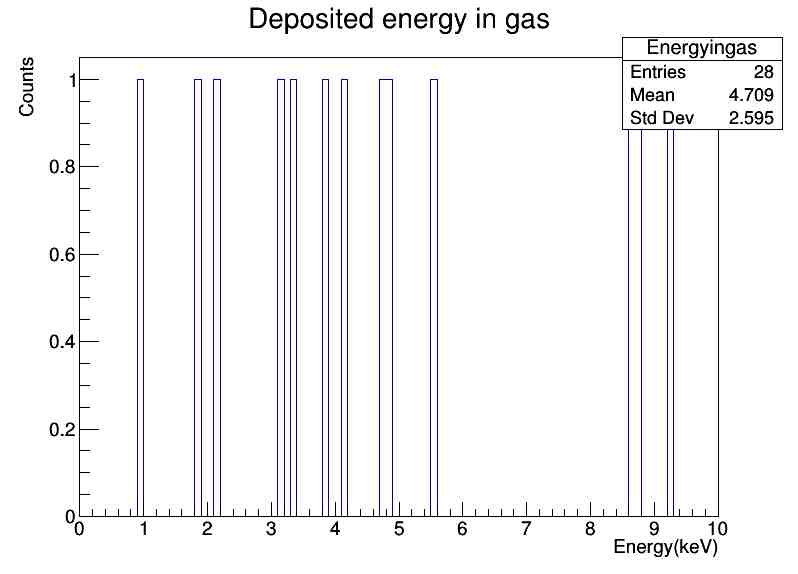 Deposited energy in gas
Energyingas
Entries 28
Mean 4.709
Std Dev 2.595
Counts
1
0.8
0.6
0.4
0.2
0
0 1 2 3 4 5 6 7 8 9 10
Energy(keV)